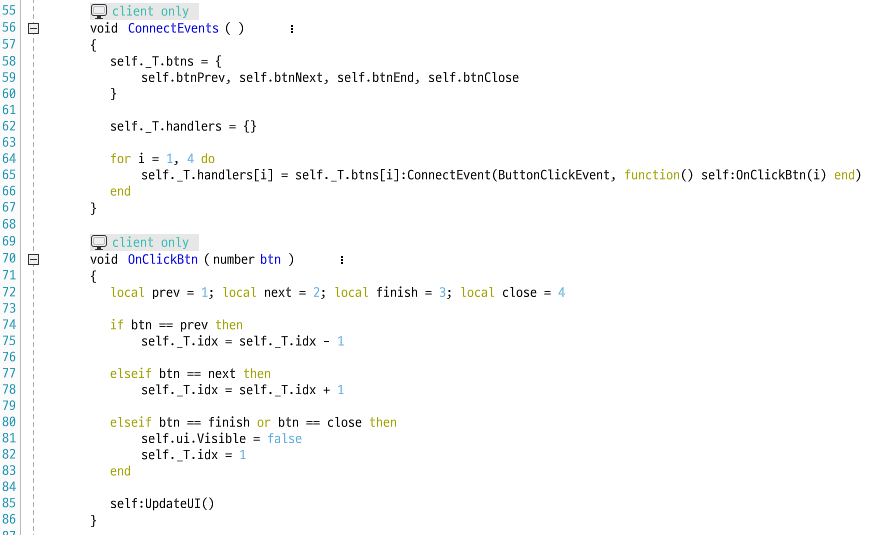 55 client only
56 void ConnectEvents ( )
57 {
58 self._T.btns = {
59 self.btnPrev, self.btnNext, self.btnEnd, self.btnClose
60 }
61
62 self._T.handlers = {}
63
64 for i = 1, 4 do
65 self._T.handlers[i] = self._T.btns[i]:ConnectEvent(ButtonClickEvent, function() self:OnClickBtn(i) end)
66 end
67 }
68
69 client only
70 void OnClickBtn ( number btn )
71 {
72 local prev = 1; local next = 2; local finish = 3; local close = 4
73
74 if btn == prev then
75 self._T.idx = self._T.idx - 1
76
77 elseif btn == next then
78 self._T.idx = self._T.idx + 1
79
80 elseif btn == finish or btn == close then
81 self.ui.Visible = false
82 self._T.idx = 1
83 end
84
85 self:UpdateUI()
86 }
87